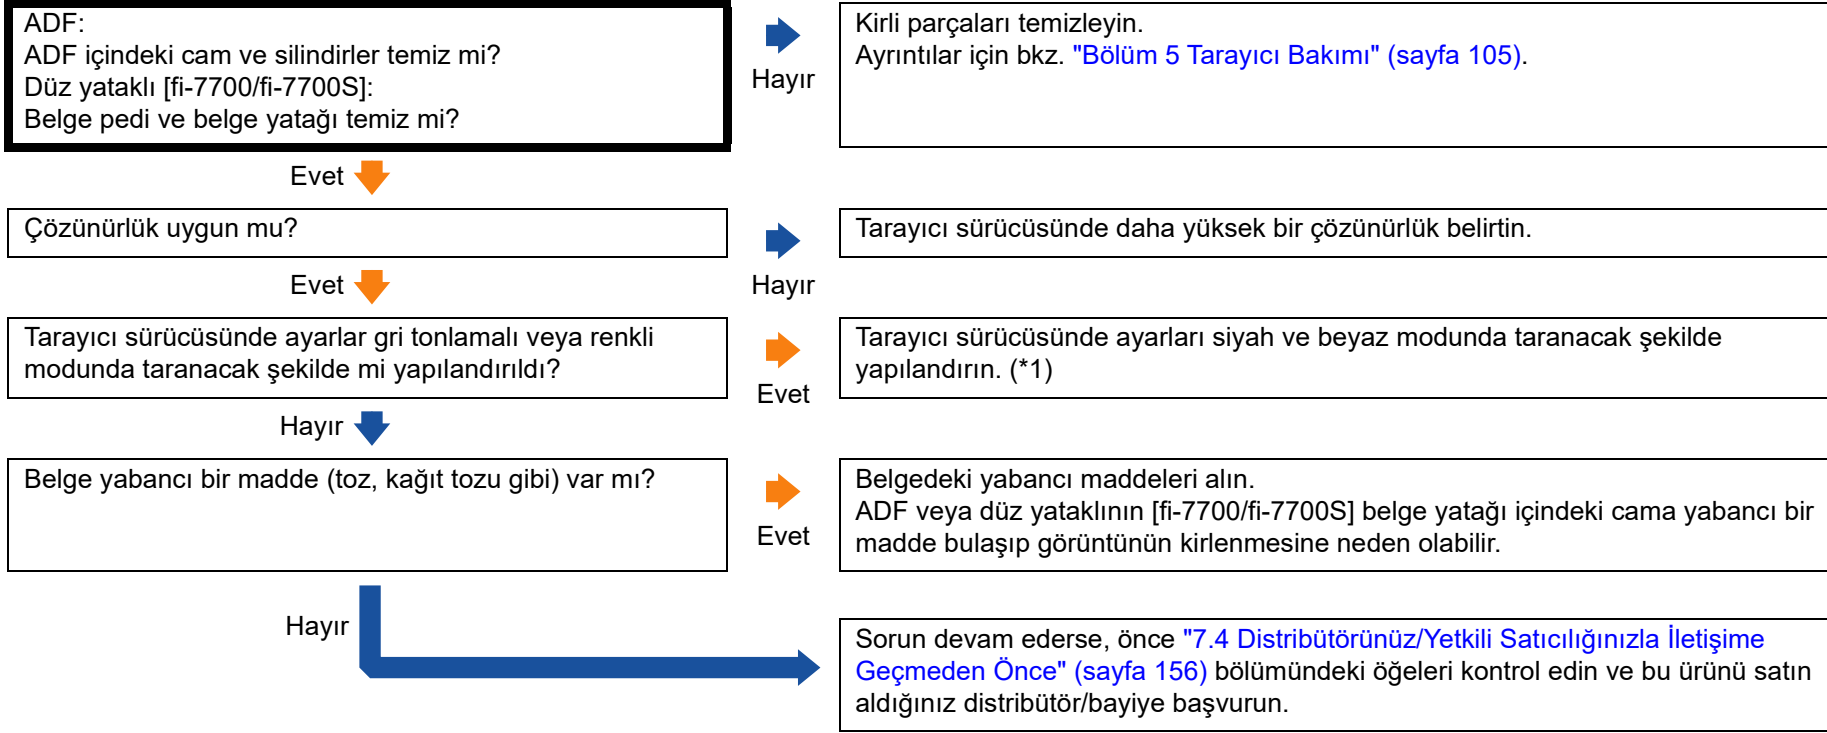 ADF:
ADF içindeki cam ve silindirler temiz mi?
Düz yataklı [fi-7700/fi-7700S]:
Belge pedi ve belge yatağı temiz mi?
Hayır
Kirli parçaları temizleyin.
Ayrıntılar için bkz. "Bölüm 5 Tarayıcı Bakımı" (sayfa 105).
Evet
Çözünürlük uygun mu?
Hayır
Tarayıcı sürücüsünde daha yüksek bir çözünürlük belirtin.
Evet
Tarayıcı sürücüsünde ayarlar gri tonlamalı veya renkli
modunda taranacak şekilde mi yapılandırıldı?
Evet
Tarayıcı sürücüsünde ayarları siyah ve beyaz modunda taranacak şekilde
yapılandırın. (*1)
Hayır
Belge yabancı bir madde (toz, kağıt tozu gibi) var mı?
Evet
Belgedeki yabancı maddeleri alın.
ADF veya düz yataklının [fi-7700/fi-7700S] belge yatağı içindeki cama yabancı bir
madde bulaşıp görüntünün kirlenmesine neden olabilir.
Hayır
Sorun devam ederse, önce "7.4 Distribütörünüz/Yetkili Satıcılığınızla İletişime
Geçmeden Önce" (sayfa 156) bölümündeki öğeleri kontrol edin ve bu ürünü satın
aldığınız distribütör/bayiye başvurun.